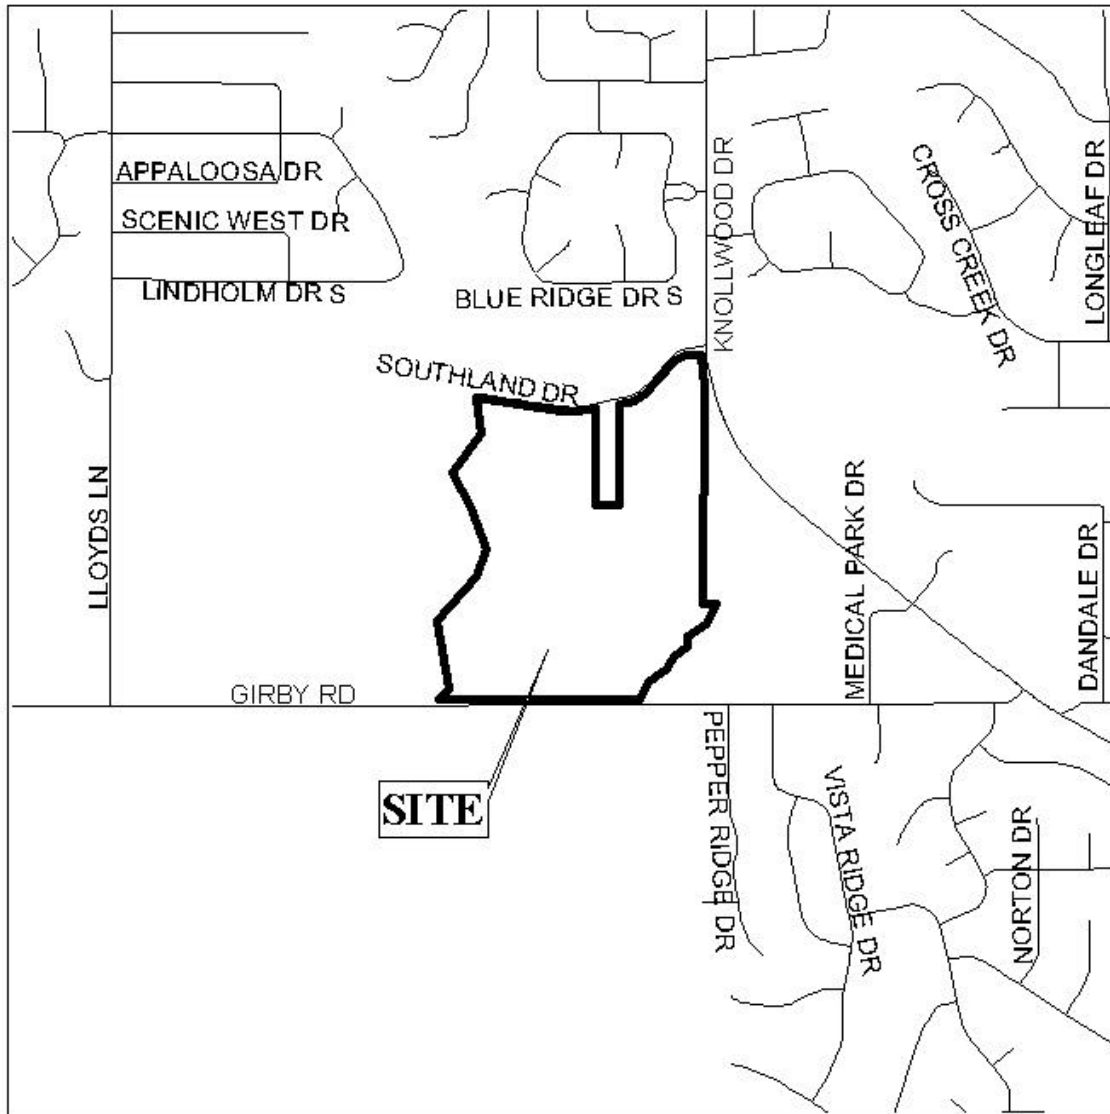 APPALOOSA DR
SCENIC WEST DR
LINDHOLM DR S
BLUE RIDGE DR S
KNOLLWOOD DR
CROSS CREEK DR
LONGLEAF DR
SOUTHLAND DR
LLOYDS LN
MEDICAL PARK DR
DANDALE DR
GIRBY RD
SITE
PEPPER RIDGE DR
VISTA RIDGE DR
NORTON DR